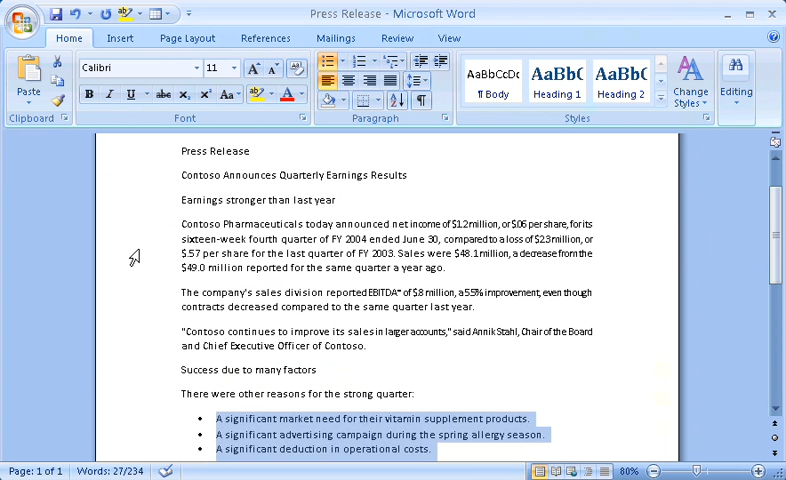 Press Release - Microsoft Word
Home Insert Page Layout References Mailings Review View
Paste
Clipboard
Calibri 11
B I U abc X₂ X² Aa A
Font
Paragraph
AaBbCcDc AaBbC AaBbC
¶ Body Heading 1 Heading 2
Styles
Change Styles
Editing
Press Release
Contoso Announces Quarterly Earnings Results
Earnings stronger than last year
Contoso Pharmaceuticals today announced net income of $1.2 million, or $.06 per share, for its
sixteen-week fourth quarter of FY 2004 ended June 30, compared to a loss of $23 million, or
$.57 per share for the last quarter of FY 2003. Sales were $48.1 million, a decrease from the
$49.0 million reported for the same quarter a year ago.
The company's sales division reported EBITDA* of $.8 million, a 5.5% improvement, even though
contracts decreased compared to the same quarter last year.
"Contoso continues to improve its sales in larger accounts," said Annik Stahl, Chair of the Board
and Chief Executive Officer of Contoso.
Success due to many factors
There were other reasons for the strong quarter:
• A significant market need for their vitamin supplement products.
• A significant advertising campaign during the spring allergy season.
• A significant deduction in operational costs.
Page: 1 of 1 Words: 27/234 80%